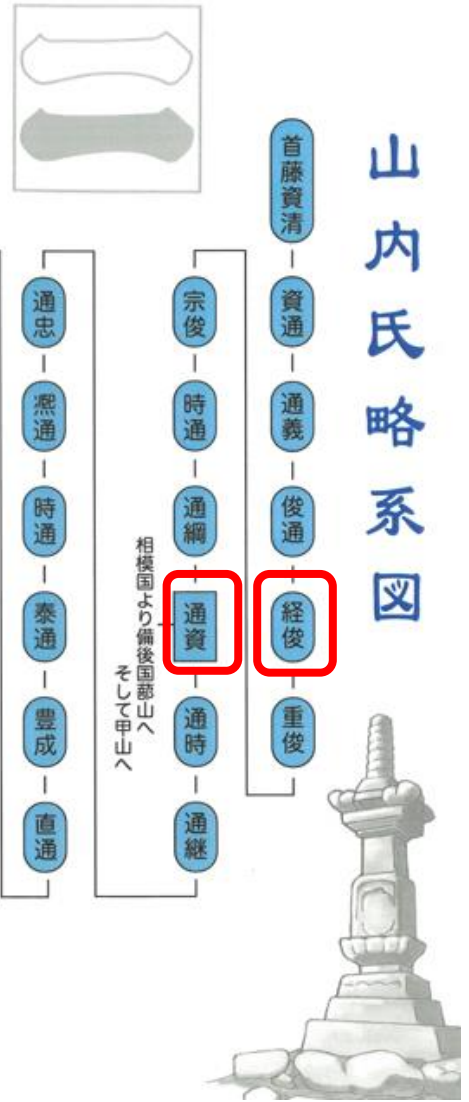 山内氏略系図
首藤資清
資通
通義
俊通
経俊
重俊
宗俊
時通
通綱
通資
相模国より備後国蔀山へ
そして甲山へ
通時
通継
通忠
凞通
時通
泰通
豊成
直通